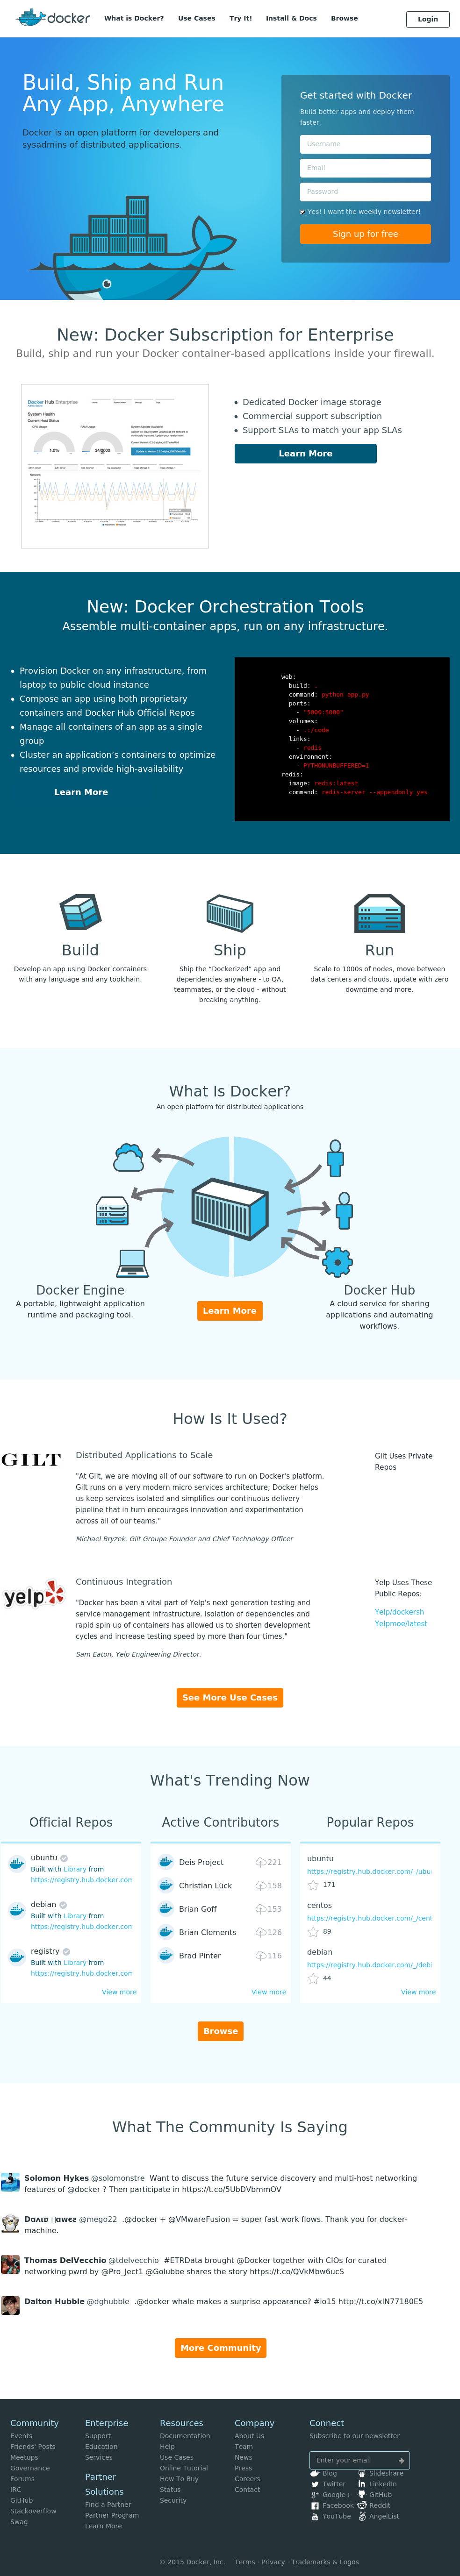 docker
What is Docker?
Use Cases
Try It!
Install & Docs
Browse
Login
Build, Ship and Run
Any App, Anywhere
Docker is an open platform for developers and
sysadmins of distributed applications.
Get started with Docker
Build better apps and deploy them
faster.
Username
Email
Password
Yes! I want the weekly newsletter!
Sign up for free
New: Docker Subscription for Enterprise
Build, ship and run your Docker container-based applications inside your firewall.
Docker Hub Enterprise
System Health
Current Host Status
Dedicated Docker image storage
Commercial support subscription
Support SLAs to match your app SLAs
Learn More
New: Docker Orchestration Tools
Assemble multi-container apps, run on any infrastructure.
Provision Docker on any infrastructure, from
laptop to public cloud instance
Compose an app using both proprietary
containers and Docker Hub Official Repos
Manage all containers of an app as a single
group
Cluster an application's containers to optimize
resources and provide high-availability
Learn More
web:
build: .
command: python app.py
ports:
- "5000:5000"
volumes:
- .:/code
links:
- redis
environment:
- PYTHONUNBUFFERED=1
redis:
image: redis:latest
command: redis-server --appendonly yes
Build
Develop an app using Docker containers
with any language and any toolchain.
Ship
Ship the "Dockerized" app and
dependencies anywhere - to QA,
teammates, or the cloud - without
breaking anything.
Run
Scale to 1000s of nodes, move between
data centers and clouds, update with zero
downtime and more.
What Is Docker?
An open platform for distributed applications
Docker Engine
A portable, lightweight application
runtime and packaging tool.
Learn More
Docker Hub
A cloud service for sharing
applications and automating
workflows.
How Is It Used?
GILT
Distributed Applications to Scale
"At Gilt, we are moving all of our software to run on Docker's platform.
Gilt runs on a very modern micro services architecture; Docker helps
us keep services isolated and simplifies our continuous delivery
pipeline that in turn encourages innovation and experimentation
across all of our teams."
Michael Bryzek, Gilt Groupe Founder and Chief Technology Officer
Gilt Uses Private
Repos
yelp
Continuous Integration
"Docker has been a vital part of Yelp's next generation testing and
service management infrastructure. Isolation of dependencies and
rapid spin up of containers has allowed us to shorten development
cycles and increase testing speed by more than four times."
Sam Eaton, Yelp Engineering Director.
Yelp Uses These
Public Repos:
Yelp/dockersh
Yelpmoe/latest
See More Use Cases
What's Trending Now
Official Repos
ubuntu
Built with Library from
https://registry.hub.docker.com
debian
Built with Library from
https://registry.hub.docker.com
registry
Built with Library from
https://registry.hub.docker.com
View more
Active Contributors
Deis Project 221
Christian Lück 158
Brian Goff 153
Brian Clements 126
Brad Pinter 116
View more
Popular Repos
ubuntu
https://registry.hub.docker.com/_/ubu
171
centos
https://registry.hub.docker.com/_/cent
89
debian
https://registry.hub.docker.com/_/debi
44
View more
Browse
What The Community Is Saying
Solomon Hykes @solomonstre Want to discuss the future service discovery and multi-host networking
features of @docker ? Then participate in https://t.co/5UbDVbmmOV
@mego22 .@docker + @VMwareFusion = super fast work flows. Thank you for docker-
machine.
Thomas DelVecchio @tdelvecchio #ETRData brought @Docker together with CIOs for curated
networking pwrd by @Pro_Ject1 @Golubbe shares the story https://t.co/QVkMbw6ucS
Dalton Hubble @dghubble .@docker whale makes a surprise appearance? #io15 http://t.co/xIN77180E5
More Community
Community
Events
Friends' Posts
Meetups
Governance
Forums
IRC
GitHub
Stackoverflow
Swag
Enterprise
Support
Education
Services
Partner
Solutions
Find a Partner
Partner Program
Learn More
Resources
Documentation
Help
Use Cases
Online Tutorial
How To Buy
Status
Security
Company
About Us
Team
News
Press
Careers
Contact
Connect
Subscribe to our newsletter
Enter your email
Blog
Twitter
Google+
Facebook
YouTube
Slideshare
LinkedIn
GitHub
Reddit
AngelList
© 2015 Docker, Inc. Terms · Privacy · Trademarks & Logos